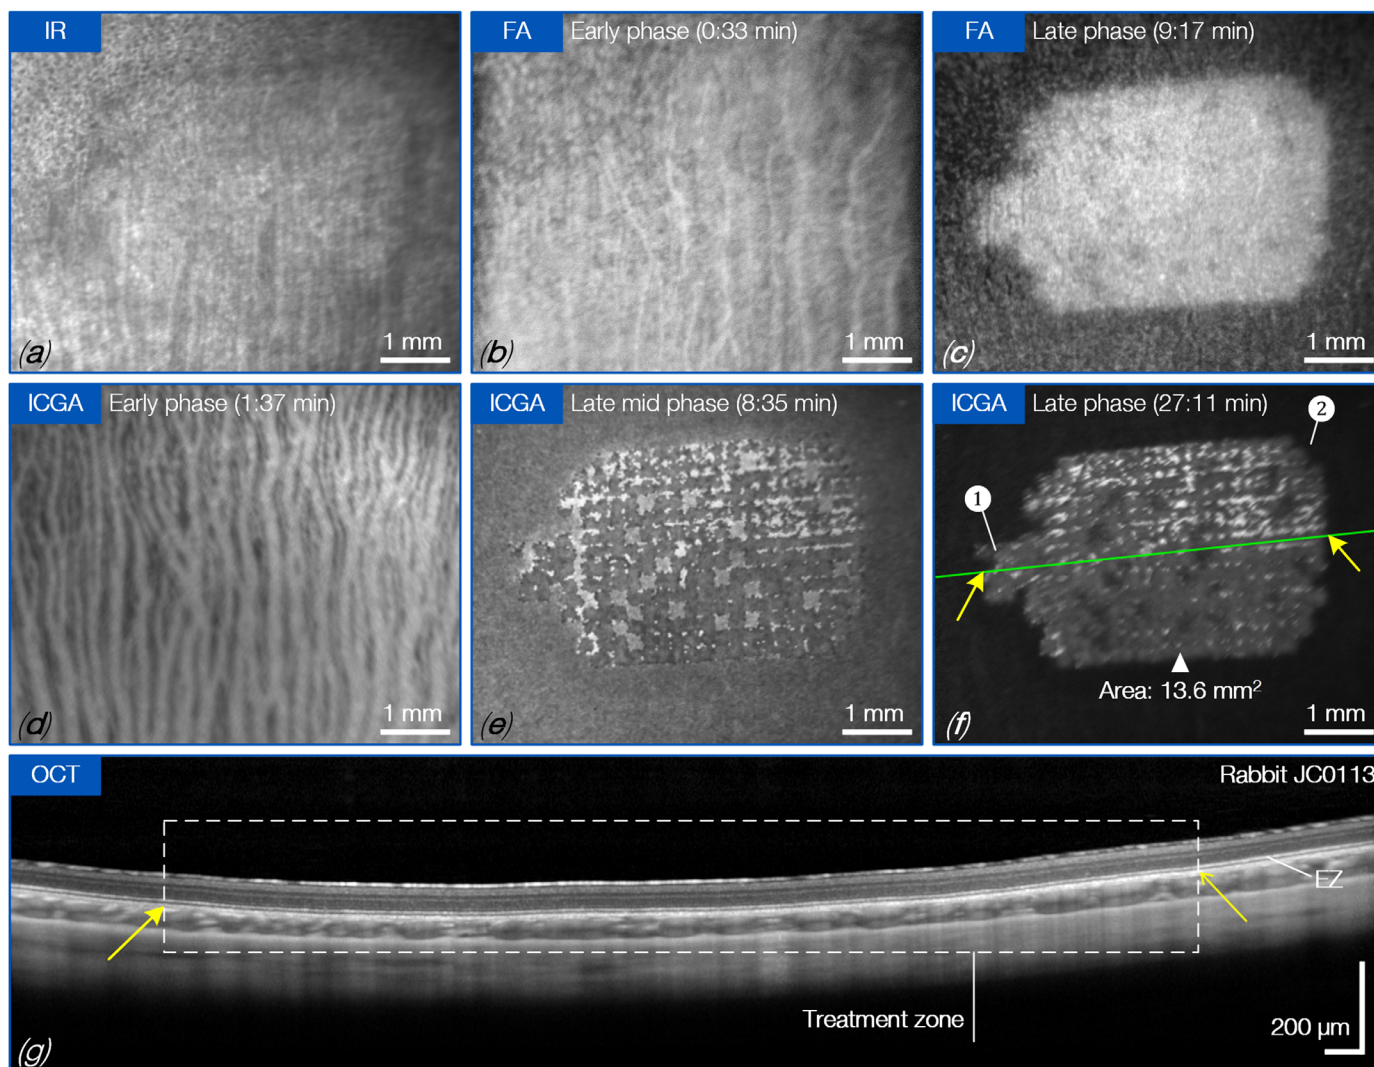 IR
(a)
1 mm
FA Early phase (0:33 min)
(b)
1 mm
FA Late phase (9:17 min)
(c)
1 mm
ICGA Early phase (1:37 min)
(d)
1 mm
ICGA Late mid phase (8:35 min)
(e)
1 mm
ICGA Late phase (27:11 min)
2
1
Area: 13.6 mm²
(f)
1 mm
OCT
Rabbit JC0113
EZ
Treatment zone
200 µm
(g)